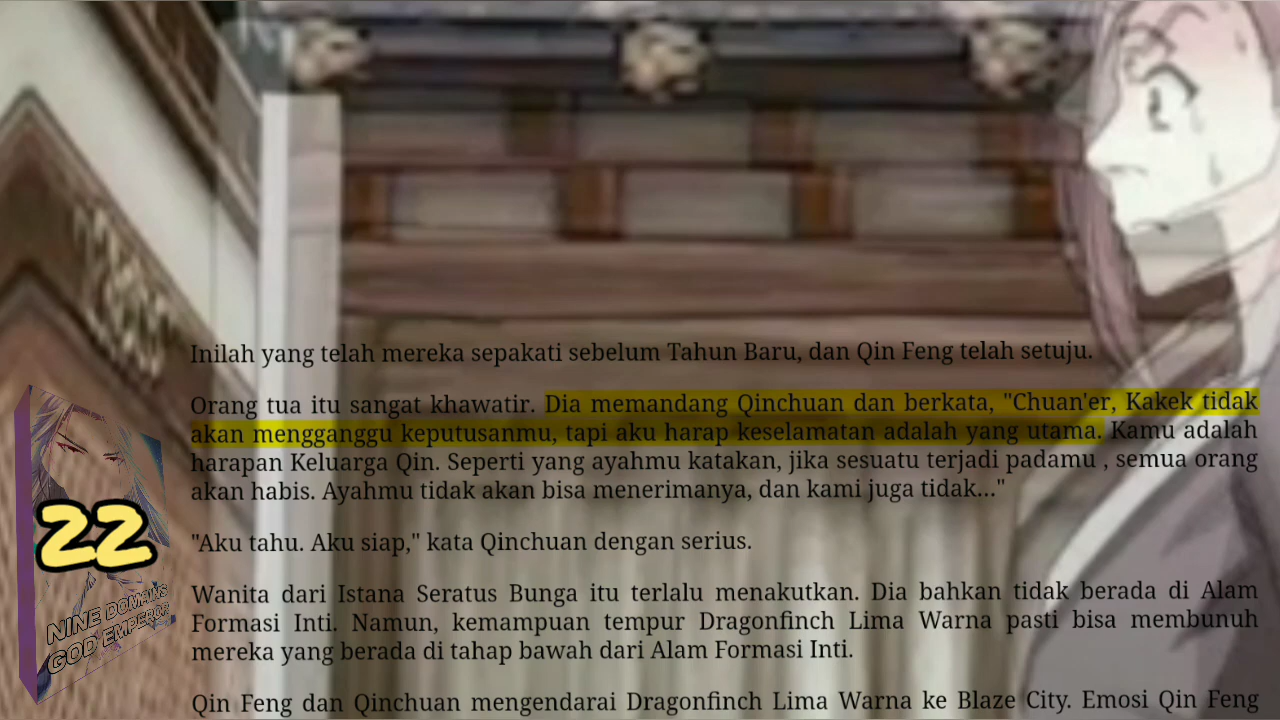 Inilah yang telah mereka sepakati sebelum Tahun Baru, dan Qin Feng telah setuju.
Orang tua itu sangat khawatir. Dia memandang Qinchuan dan berkata, "Chuan'er, Kakek tidak
akan mengganggu keputusanmu, tapi aku harap keselamatan adalah yang utama. Kamu adalah
harapan Keluarga Qin. Seperti yang ayahmu katakan, jika sesuatu terjadi padamu , semua orang
akan habis. Ayahmu tidak akan bisa menerimanya, dan kami juga tidak..."
"Aku tahu. Aku siap," kata Qinchuan dengan serius.
Wanita dari Istana Seratus Bunga itu terlalu menakutkan. Dia bahkan tidak berada di Alam
Formasi Inti. Namun, kemampuan tempur Dragonfinch Lima Warna pasti bisa membunuh
mereka yang berada di tahap bawah dari Alam Formasi Inti.
Qin Feng dan Qinchuan mengendarai Dragonfinch Lima Warna ke Blaze City. Emosi Qin Feng
22
NINE DOMAINS
GOD EMPEROR